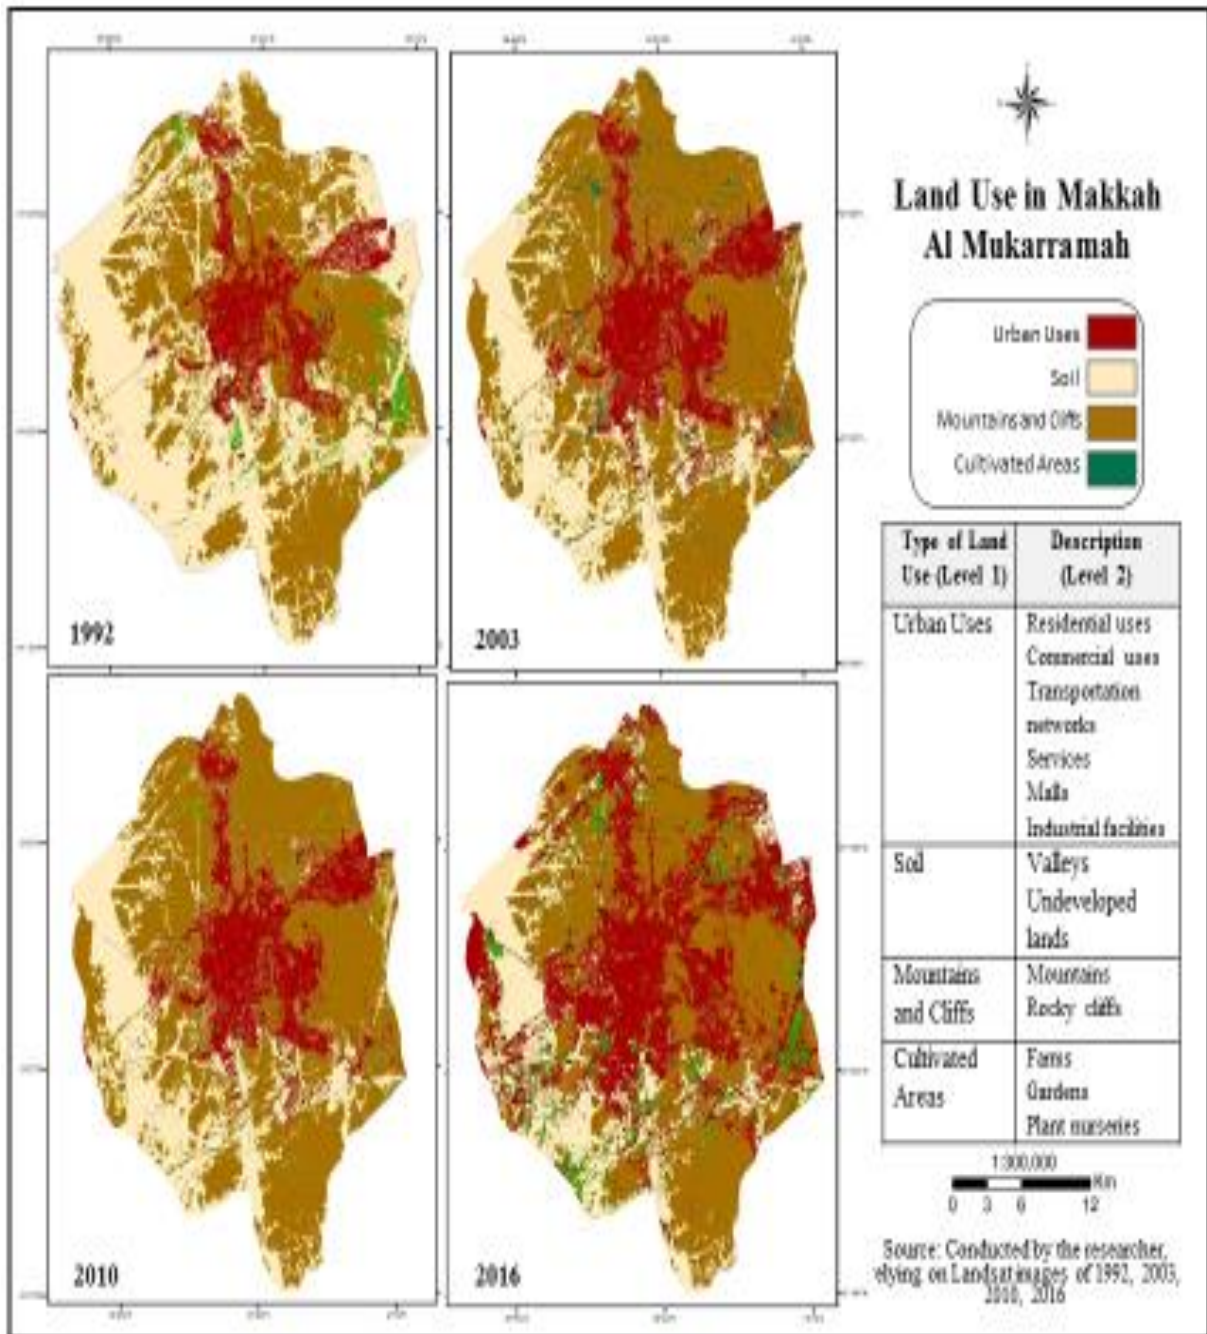 Land Use in Makkah
Al Mukarramah
Urban Uses
Soil
Mountains and Cliffs
Cultivated Areas
Type of Land
Use (Level 1)
Description
(Level 2)
Urban Uses
Residential uses
Commercial uses
Transportation
networks
Services
Malls
Industrial facilities
Soil
Valleys
Undeveloped
lands
Mountains
and Cliffs
Mountains
Rocky cliffs
Cultivated
Areas
Farms
Gardens
Plant nurseries
1:300,000
Km
0 3 6 12
Source: Conducted by the researcher,
relying on Landsat images of 1992, 2003,
2010, 2016
1992
2003
2010
2016